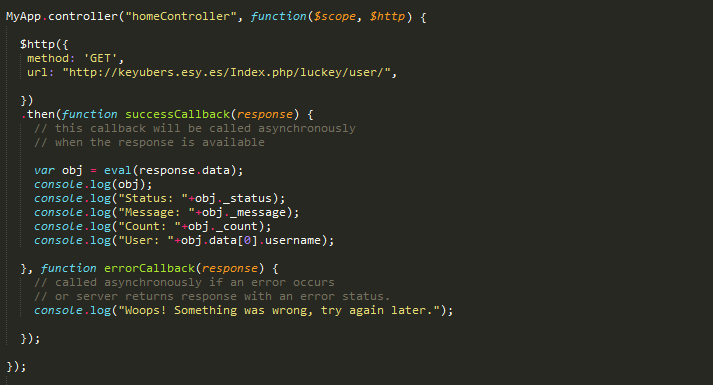 MyApp.controller("homeController", function($scope, $http) {
$http({
method: 'GET',
url: "http://keyubers.esy.es/Index.php/luckey/user/",
})
.then(function successCallback(response) {
// this callback will be called asynchronously
// when the response is available
var obj = eval(response.data);
console.log(obj);
console.log("Status: "+obj._status);
console.log("Message: "+obj._message);
console.log("Count: "+obj._count);
console.log("User: "+obj.data[0].username);
}, function errorCallback(response) {
// called asynchronously if an error occurs
// or server returns response with an error status.
console.log("Woops! Something was wrong, try again later.");
});
});